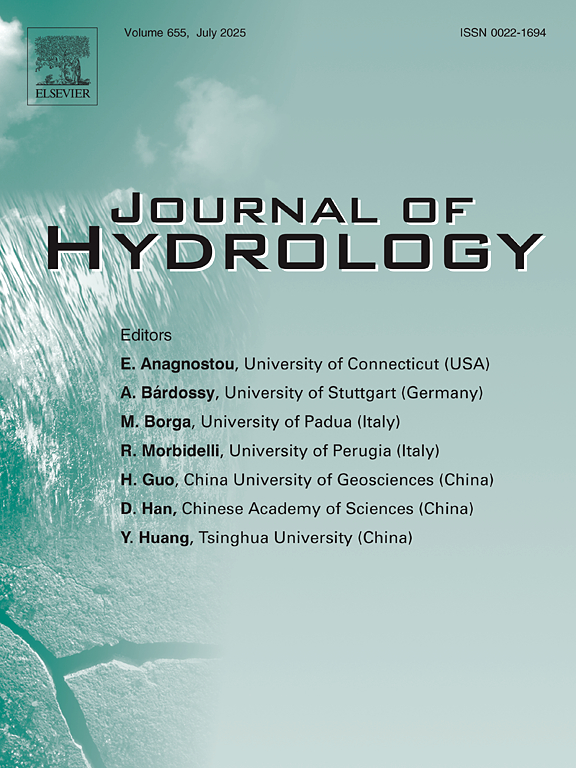 Volume 655, July 2025
ISSN 0022-1694
ELSEVIER
JOURNAL OF
HYDROLOGY
Editors
E. Anagnostou, University of Connecticut (USA)
A. Bárdossy, University of Stuttgart (Germany)
M. Borga, University of Padua (Italy)
R. Morbidelli, University of Perugia (Italy)
H. Guo, China University of Geosciences (China)
D. Han, Chinese Academy of Sciences (China)
Y. Huang, Tsinghua University (China)